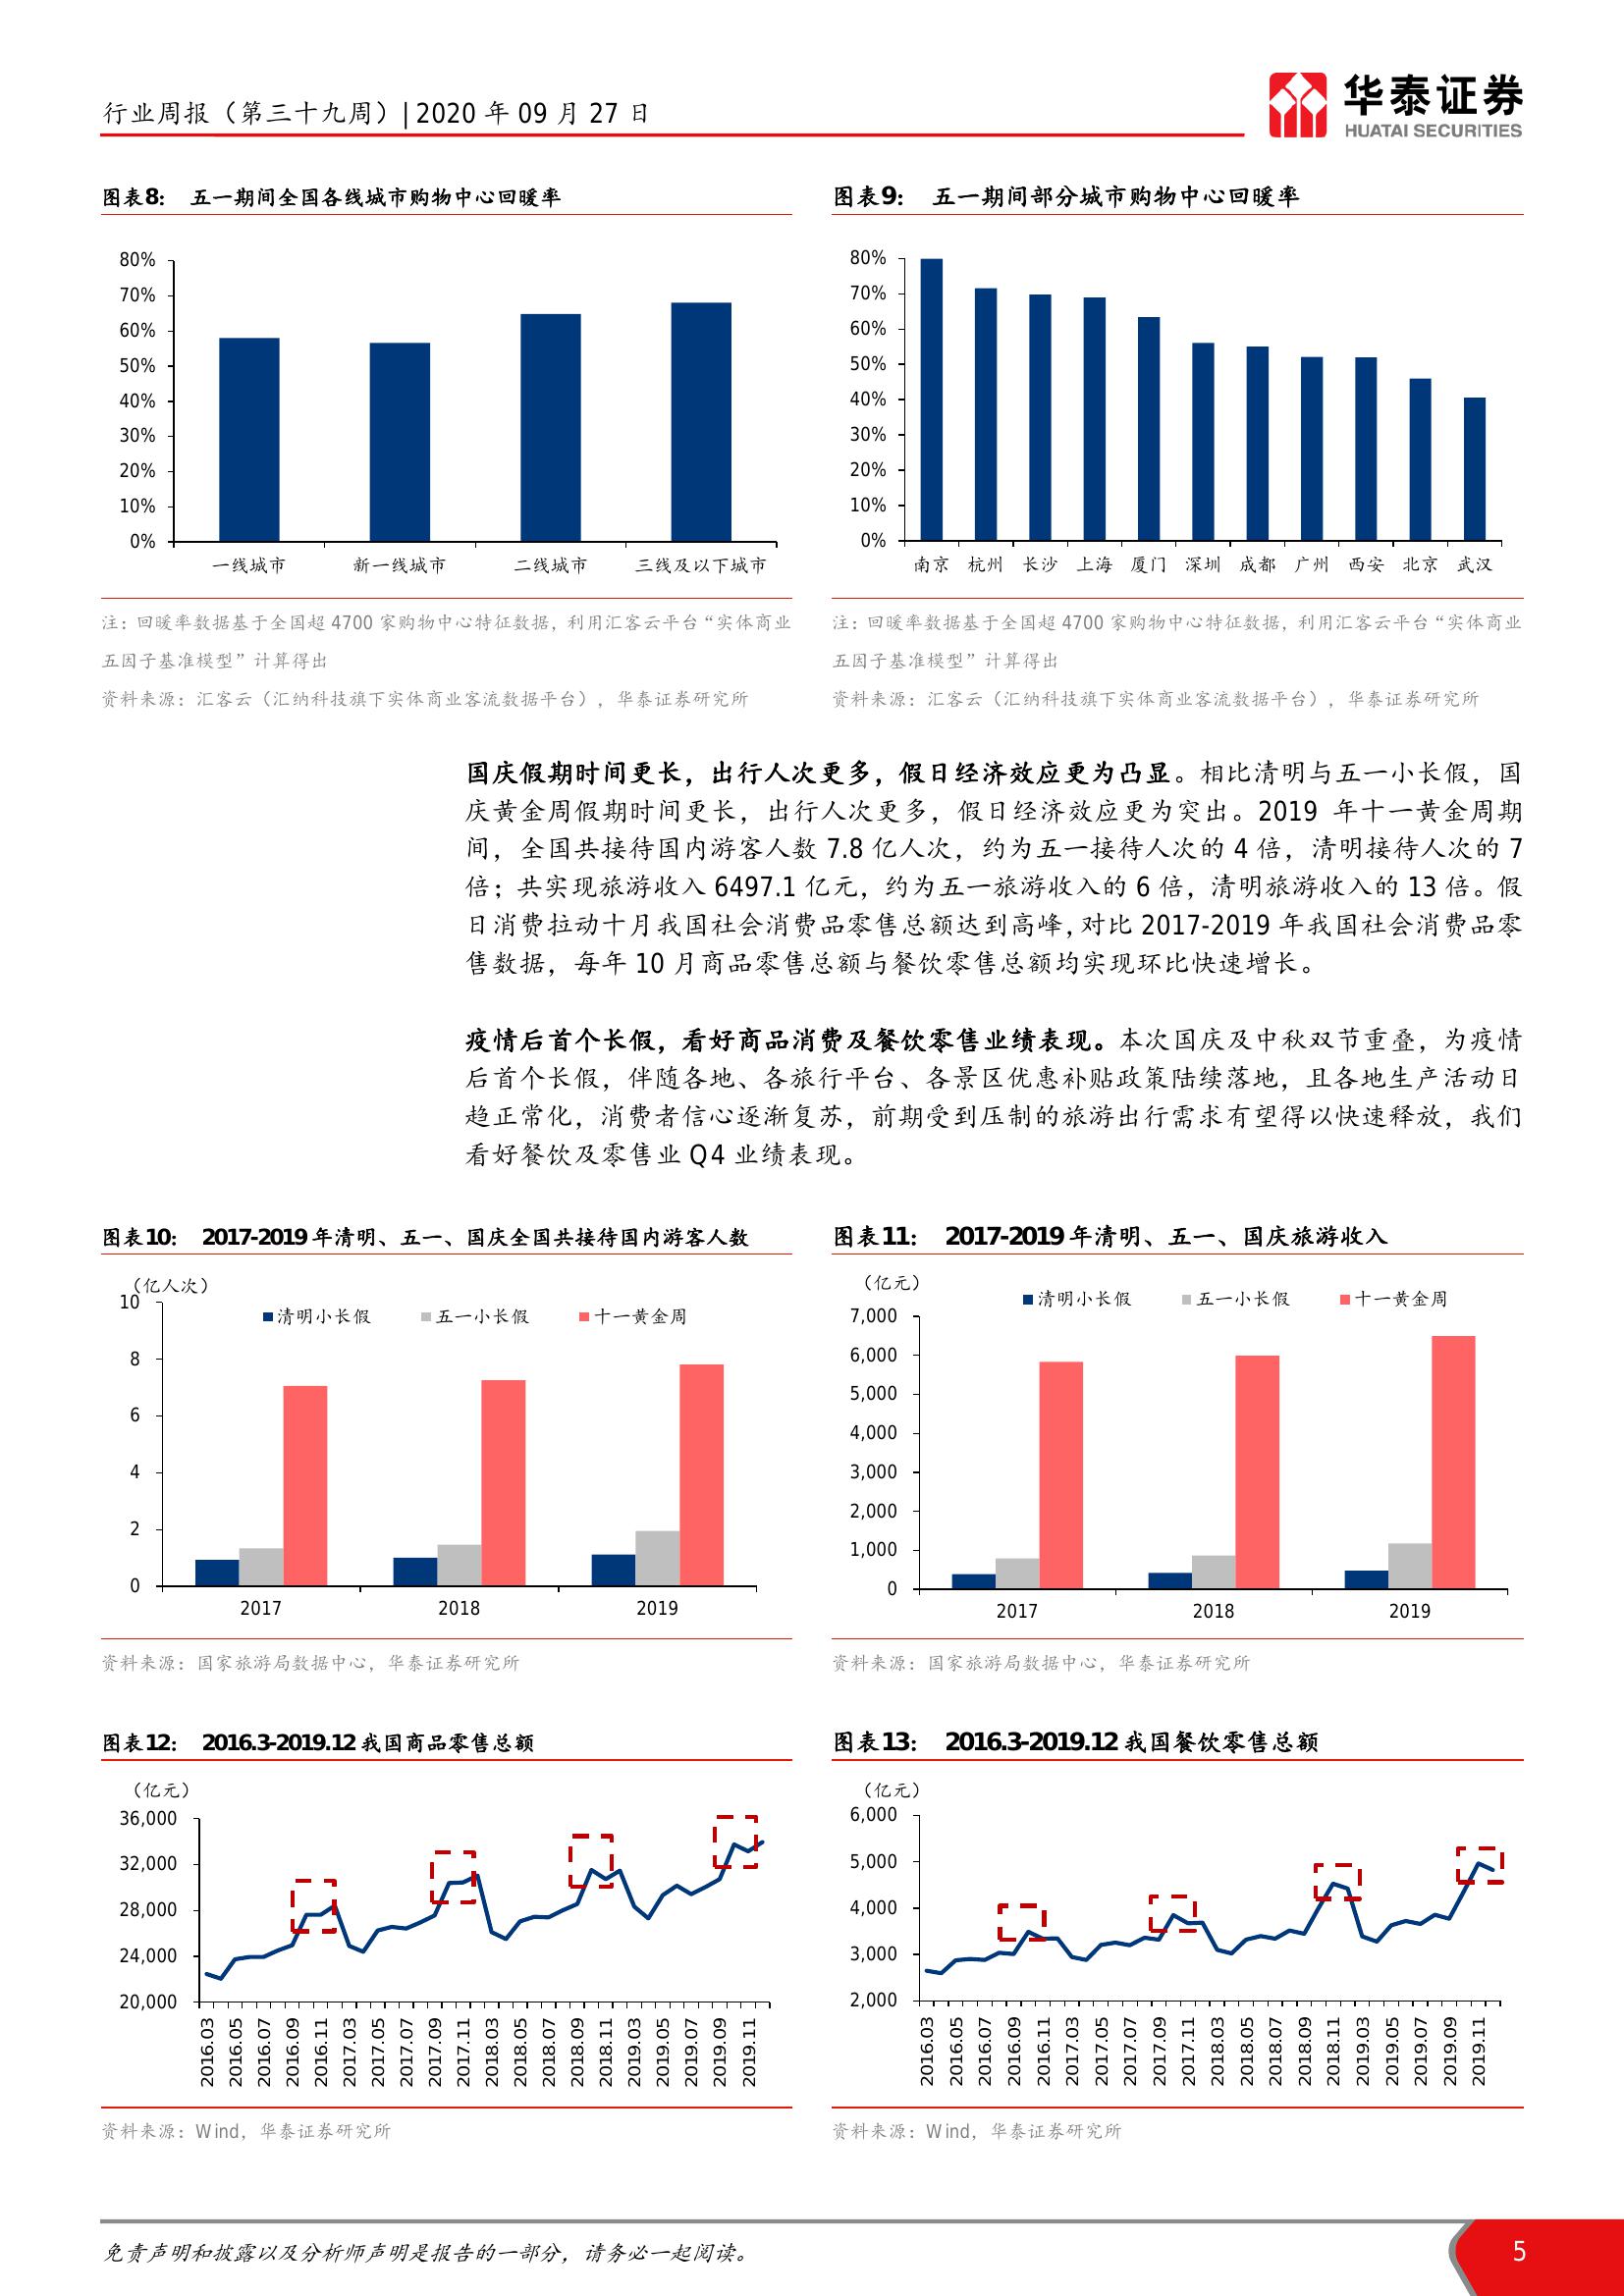 行业周报（第三十九周）| 2020 年 09 月 27 日
华泰证券
HUATAI SECURITIES
图表8： 五一期间全国各线城市购物中心回暖率
80%
70%
60%
50%
40%
30%
20%
10%
0%
一线城市 新一线城市 二线城市 三线及以下城市
注：回暖率数据基于全国超 4700 家购物中心特征数据，利用汇客云平台“实体商业
五因子基准模型”计算得出
资料来源：汇客云（汇纳科技旗下实体商业客流数据平台），华泰证券研究所
图表9： 五一期间部分城市购物中心回暖率
80%
70%
60%
50%
40%
30%
20%
10%
0%
南京 杭州 长沙 上海 厦门 深圳 成都 广州 西安 北京 武汉
注：回暖率数据基于全国超 4700 家购物中心特征数据，利用汇客云平台“实体商业
五因子基准模型”计算得出
资料来源：汇客云（汇纳科技旗下实体商业客流数据平台），华泰证券研究所
国庆假期时间更长，出行人次更多，假日经济效应更为凸显。相比清明与五一小长假，国
庆黄金周假期时间更长，出行人次更多，假日经济效应更为突出。2019 年十一黄金周期
间，全国共接待国内游客人数 7.8 亿人次，约为五一接待人次的 4 倍，清明接待人次的 7
倍；共实现旅游收入 6497.1 亿元，约为五一旅游收入的 6 倍，清明旅游收入的 13 倍。假
日消费拉动十月我国社会消费品零售总额达到高峰，对比 2017-2019 年我国社会消费品零
售数据，每年 10 月商品零售总额与餐饮零售总额均实现环比快速增长。
疫情后首个长假，看好商品消费及餐饮零售业绩表现。本次国庆及中秋双节重叠，为疫情
后首个长假，伴随各地、各旅行平台、各景区优惠补贴政策陆续落地，且各地生产活动日
趋正常化，消费者信心逐渐复苏，前期受到压制的旅游出行需求有望得以快速释放，我们
看好餐饮及零售业 Q4 业绩表现。
图表10： 2017-2019 年清明、五一、国庆全国共接待国内游客人数
（亿人次）
清明小长假 五一小长假 十一黄金周
10
8
6
4
2
0
2017 2018 2019
资料来源：国家旅游局数据中心，华泰证券研究所
图表11： 2017-2019 年清明、五一、国庆旅游收入
（亿元）
清明小长假 五一小长假 十一黄金周
7,000
6,000
5,000
4,000
3,000
2,000
1,000
0
2017 2018 2019
资料来源：国家旅游局数据中心，华泰证券研究所
图表12： 2016.3-2019.12 我国商品零售总额
（亿元）
36,000
32,000
28,000
24,000
20,000
2016.03 2016.05 2016.07 2016.09 2016.11 2017.03 2017.05 2017.07 2017.09 2017.11 2018.03 2018.05 2018.07 2018.09 2018.11 2019.03 2019.05 2019.07 2019.09 2019.11
资料来源：Wind，华泰证券研究所
图表13： 2016.3-2019.12 我国餐饮零售总额
（亿元）
6,000
5,000
4,000
3,000
2,000
2016.03 2016.05 2016.07 2016.09 2016.11 2017.03 2017.05 2017.07 2017.09 2017.11 2018.03 2018.05 2018.07 2018.09 2018.11 2019.03 2019.05 2019.07 2019.09 2019.11
资料来源：Wind，华泰证券研究所
免责声明和披露以及分析师声明是报告的一部分，请务必一起阅读。
5